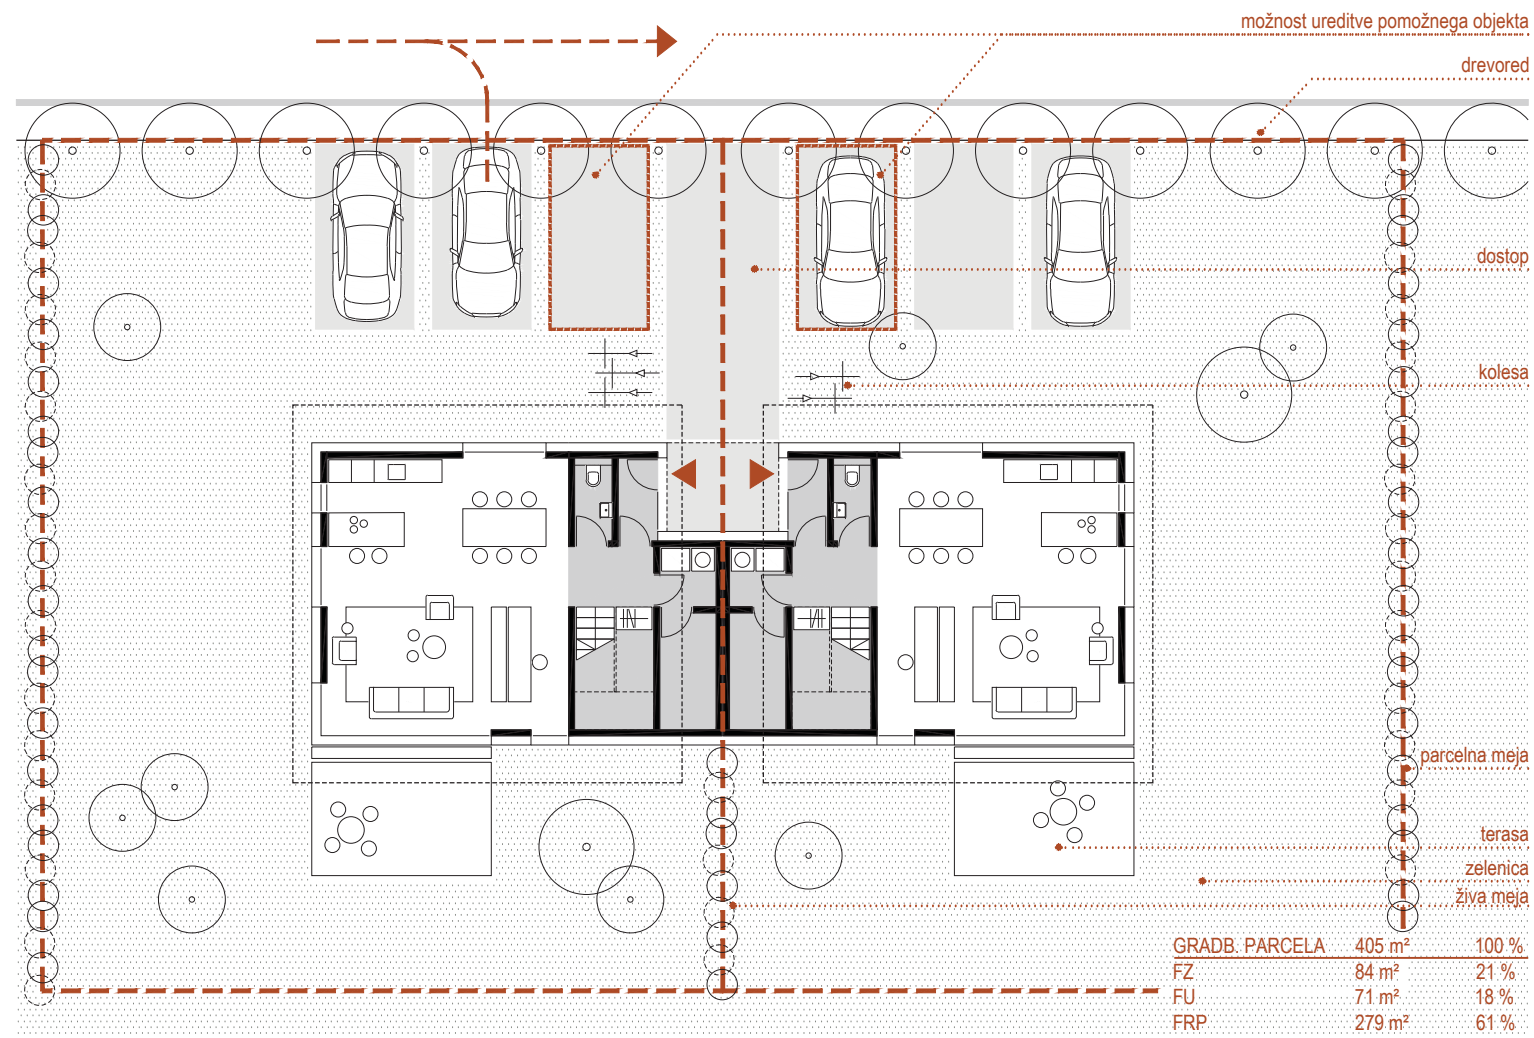 možnost ureditve pomožnega objekta
drevored
dostop
kolesa
parcelna meja
terasa
zelenica
živa meja
GRADB. PARCELA 405 m² 100 %
FZ 84 m² 21 %
FU 71 m² 18 %
FRP 279 m² 61 %